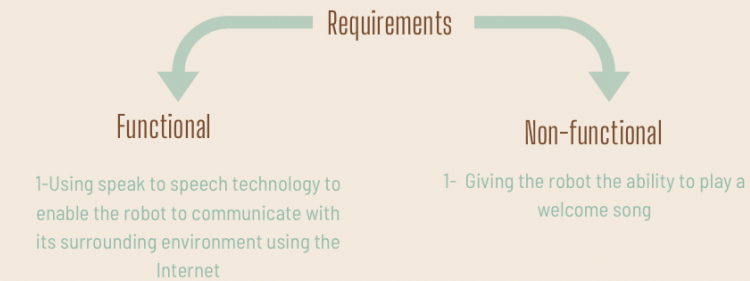 Requirements
Functional
1-Using speak to speech technology to
enable the robot to communicate with
its surrounding environment using the
Internet
Non-functional
1- Giving the robot the ability to play a
welcome song